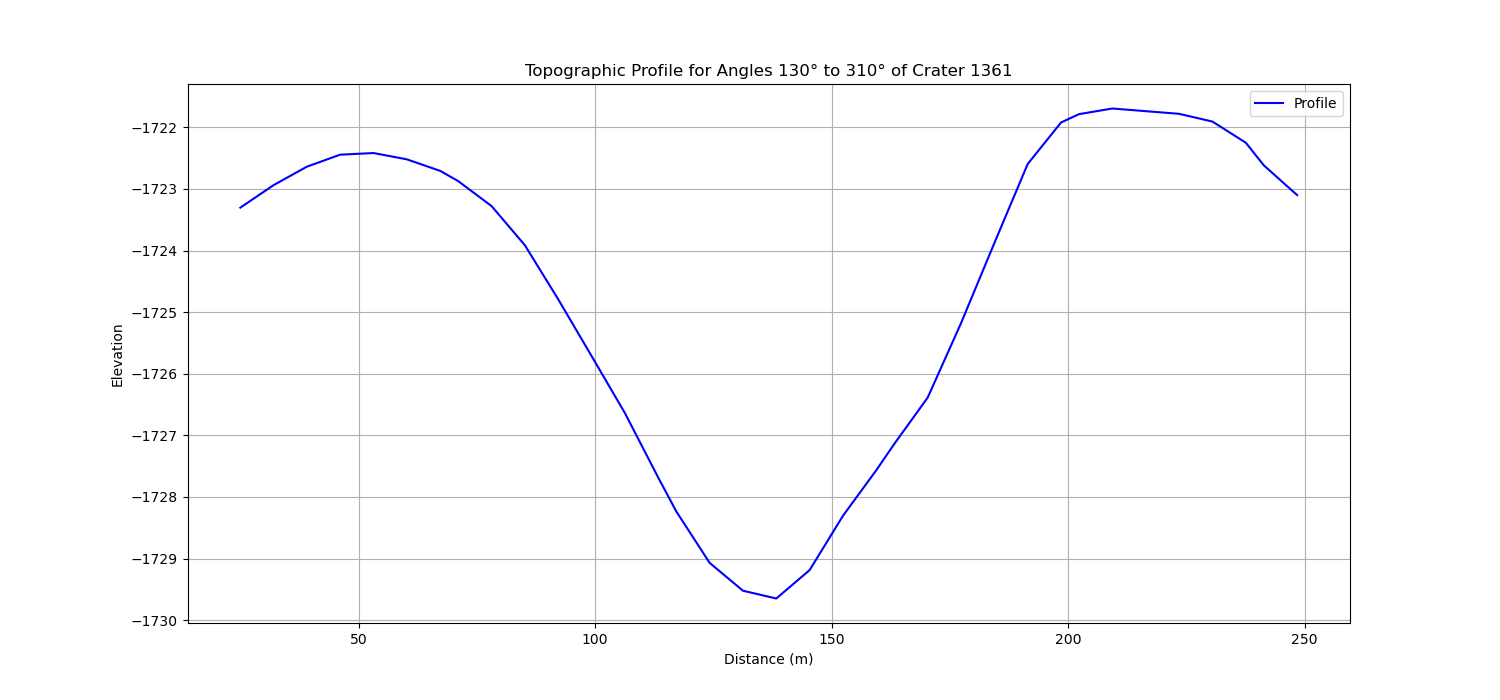 Topographic Profile for Angles 130° to 310° of Crater 1361
Profile
−1722
−1723
−1724
−1725
−1726
−1727
−1728
−1729
−1730
Elevation
50 100 150 200 250
Distance (m)